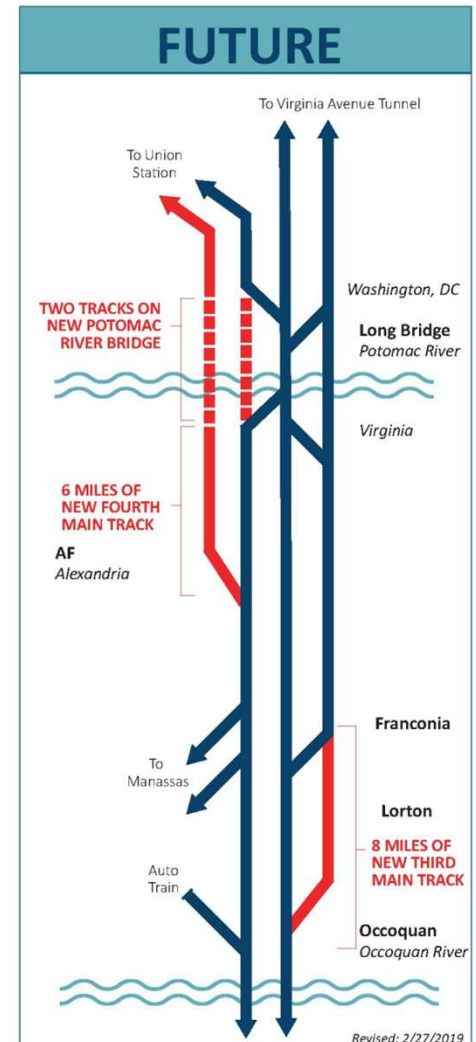 FUTURE
To Virginia Avenue Tunnel
To Union
Station
Washington, DC
TWO TRACKS ON
NEW POTOMAC
RIVER BRIDGE
Long Bridge
Potomac River
Virginia
6 MILES OF
NEW FOURTH
MAIN TRACK
AF
Alexandria
Franconia
To
Manassas
Lorton
8 MILES OF
NEW THIRD
MAIN TRACK
Auto
Train
Occoquan
Occoquan River
Revised: 2/27/2019